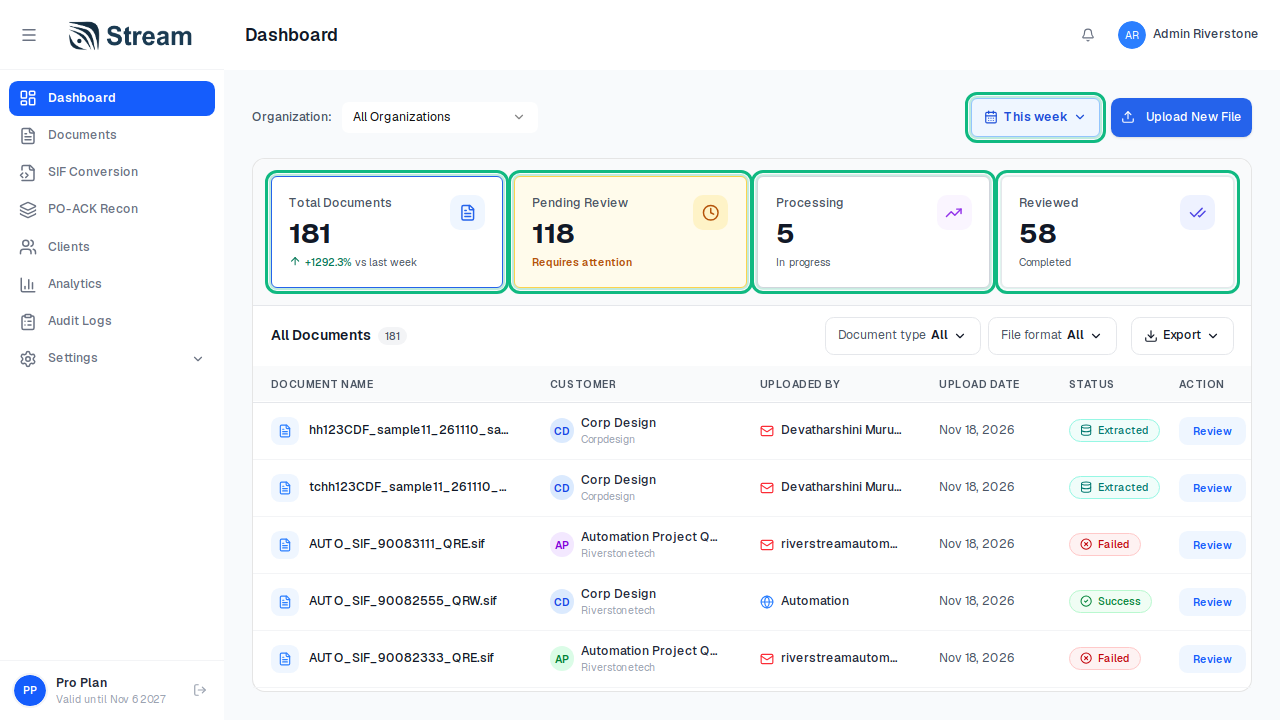 Stream
Dashboard
AR
Admin Riverstone
Dashboard
Documents
SIF Conversion
PO-ACK Recon
Clients
Analytics
Audit Logs
Settings
PP
Pro Plan
Valid until Nov 6 2027
Organization:
All Organizations
This week
Upload New File
Total Documents
181
+1292.3% vs last week
Pending Review
118
Requires attention
Processing
5
In progress
Reviewed
58
Completed
All Documents 181
Document type All
File format All
Export
DOCUMENT NAME CUSTOMER UPLOADED BY UPLOAD DATE STATUS ACTION
hh123CDF_sample11_261110_sa... CD Corp Design Devatharshini Muru... Nov 18, 2026 Extracted Review
Corpdesign
tchh123CDF_sample11_261110_... CD Corp Design Devatharshini Muru... Nov 18, 2026 Extracted Review
Corpdesign
AUTO_SIF_90083111_QRE.sif AP Automation Project Q... riverstreamautom... Nov 18, 2026 Failed Review
Riverstonetech
AUTO_SIF_90082555_QRW.sif CD Corp Design Automation Nov 18, 2026 Success Review
Riverstonetech
AUTO_SIF_90082333_QRE.sif AP Automation Project Q... riverstreamautom... Nov 18, 2026 Failed Review
Riverstonetech